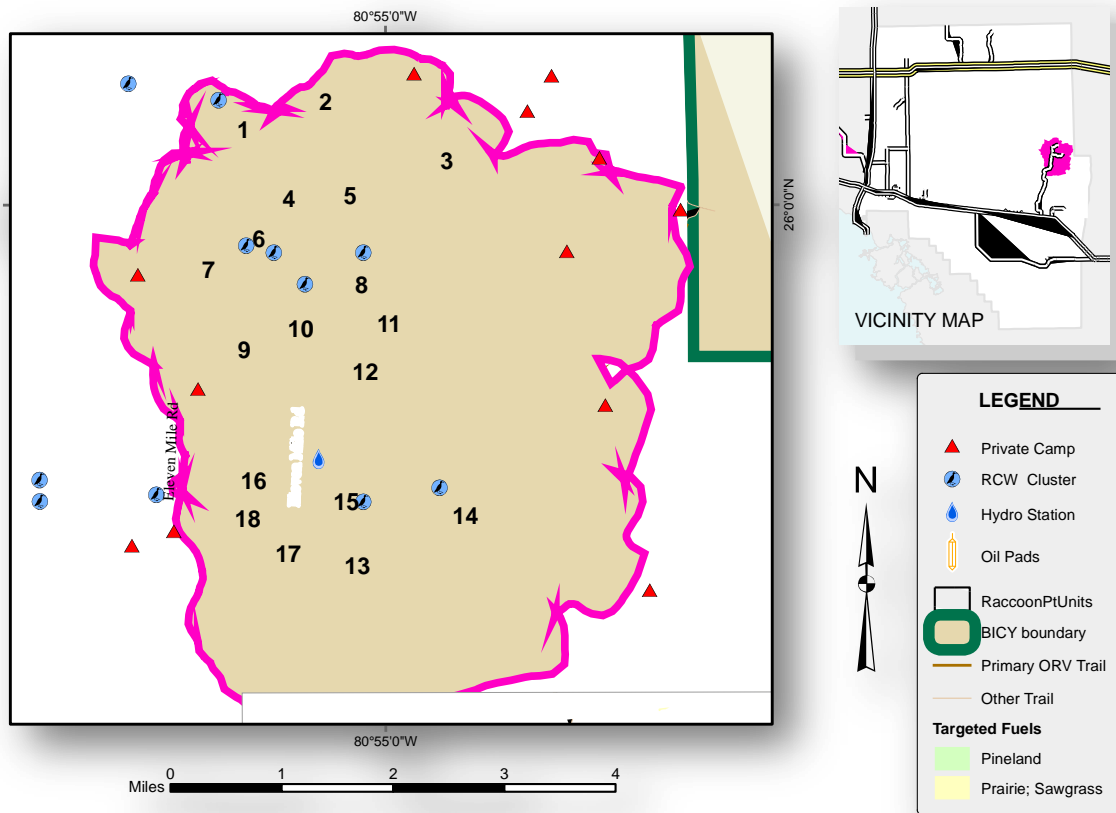 80°55'0"W
26°0'0"N
1
2
3
4
5
6
7
8
9
10
11
12
Eleven Mile Rd
16
15
14
18
17
13
80°55'0"W
Miles
0 1 2 3 4
VICINITY MAP
N
LEGEND
Private Camp
RCW Cluster
Hydro Station
Oil Pads
RaccoonPtUnits
BICY boundary
Primary ORV Trail
Other Trail
Targeted Fuels
Pineland
Prairie; Sawgrass